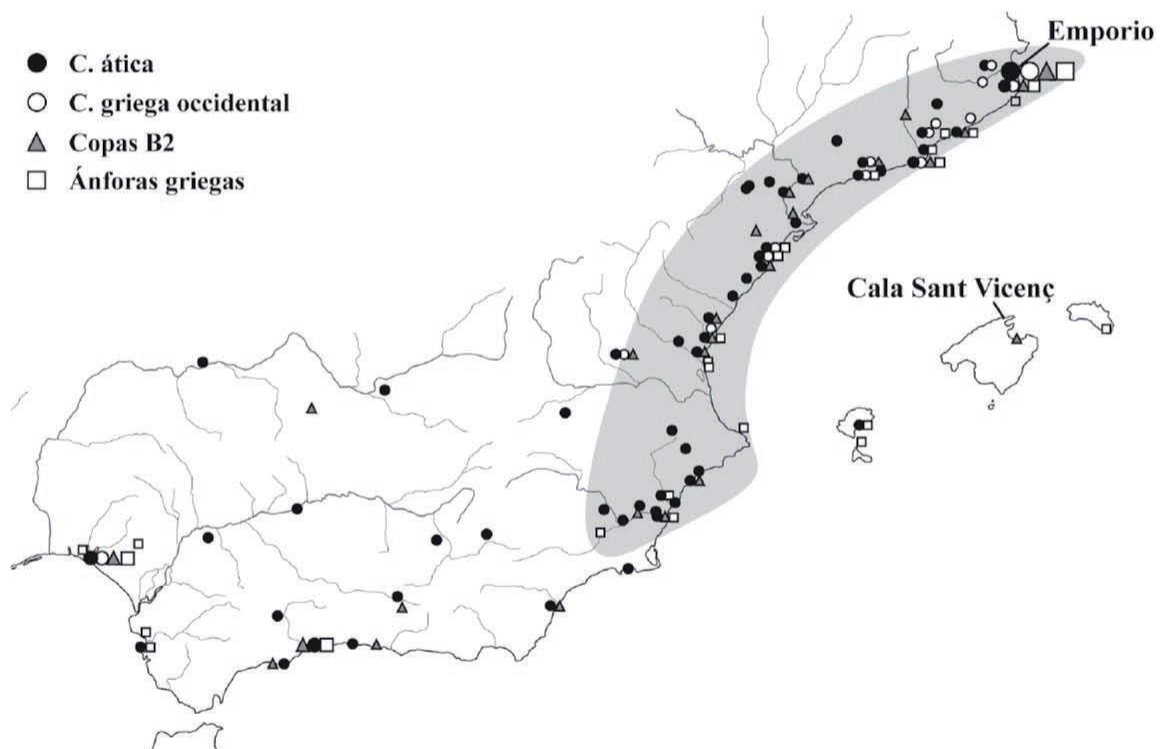 C. ática
C. griega occidental
Copas B2
Ánforas griegas
Emporio
Cala Sant Vicenç